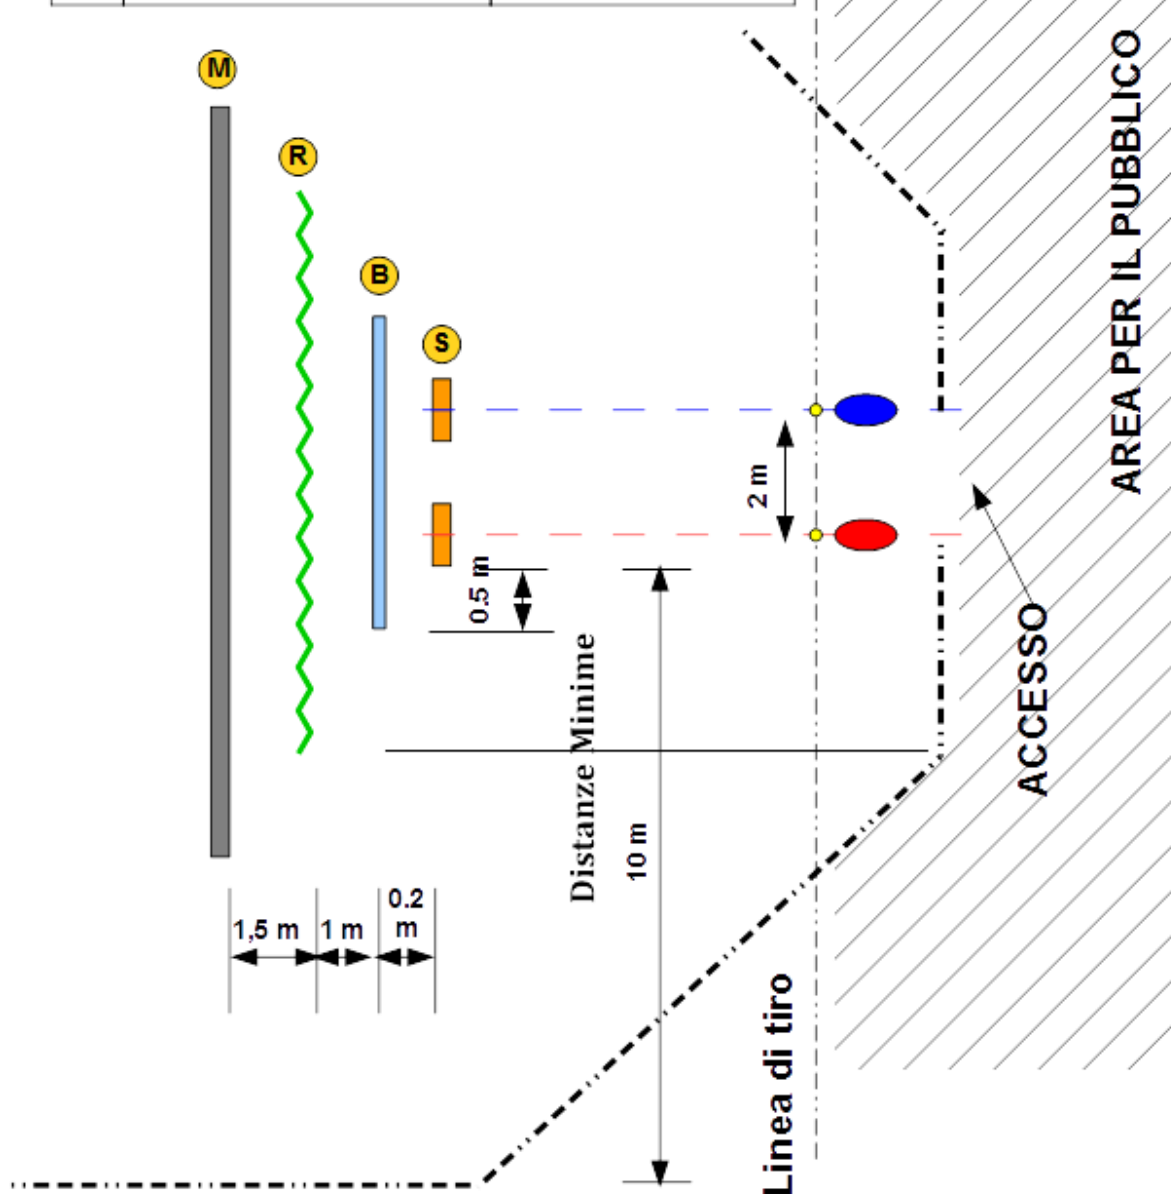 M
R
B
S
AREA PER IL PUBBLICO
2 m
0.5 m
ACCESSO
Distanze Minime
10 m
0.2
m
1,5 m
1 m
Linea di tiro